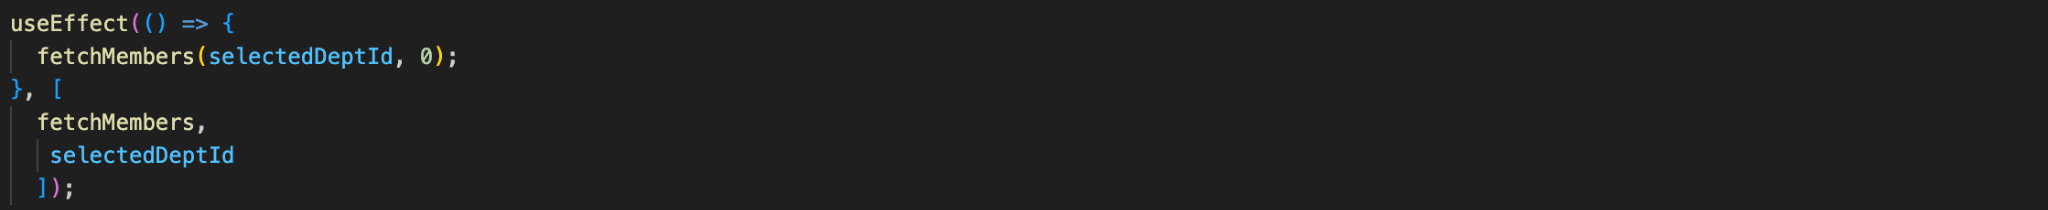 useEffect(() => {
  fetchMembers(selectedDeptId, 0);
}, [
  fetchMembers,
   selectedDeptId
  ]);